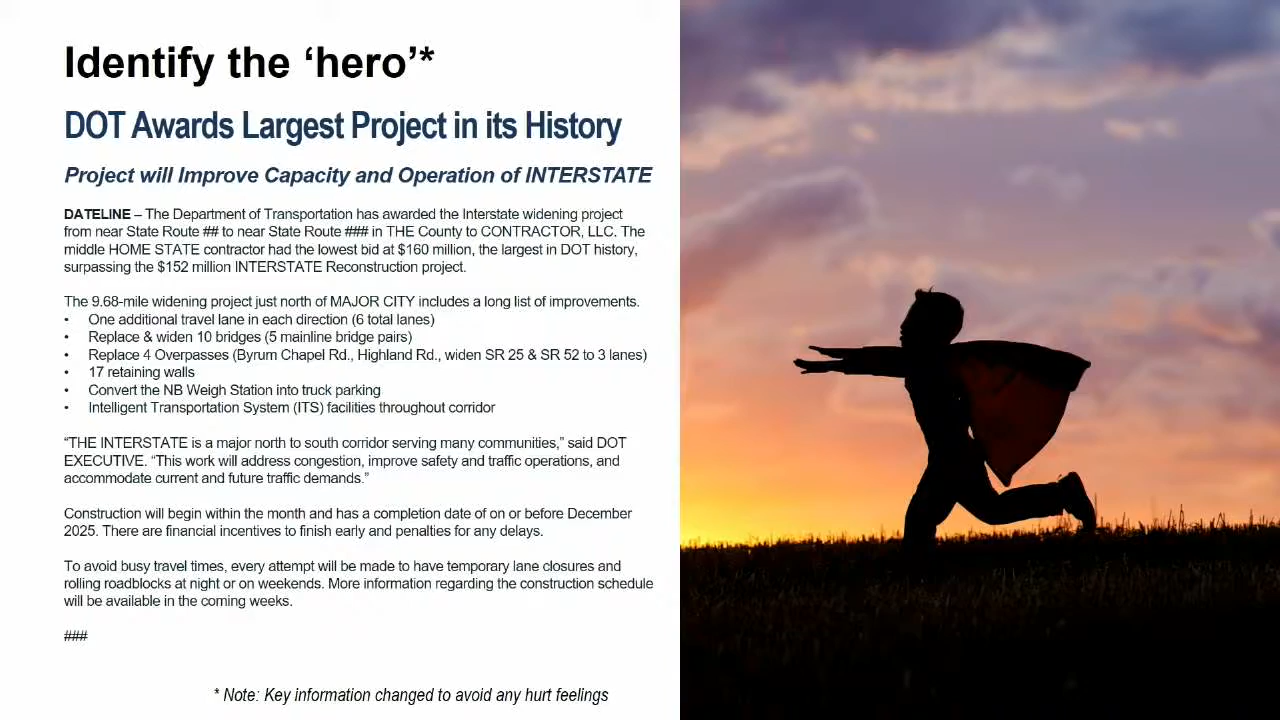 Identify the ‘hero’*
DOT Awards Largest Project in its History
Project will Improve Capacity and Operation of INTERSTATE
DATELINE – The Department of Transportation has awarded the Interstate widening project
from near State Route ## to near State Route ### in THE County to CONTRACTOR, LLC. The
middle HOME STATE contractor had the lowest bid at $160 million, the largest in DOT history,
surpassing the $152 million INTERSTATE Reconstruction project.
The 9.68-mile widening project just north of MAJOR CITY includes a long list of improvements.
• One additional travel lane in each direction (6 total lanes)
• Replace & widen 10 bridges (5 mainline bridge pairs)
• Replace 4 Overpasses (Byrum Chapel Rd., Highland Rd., widen SR 25 & SR 52 to 3 lanes)
• 17 retaining walls
• Convert the NB Weigh Station into truck parking
• Intelligent Transportation System (ITS) facilities throughout corridor
“THE INTERSTATE is a major north to south corridor serving many communities,” said DOT
EXECUTIVE. “This work will address congestion, improve safety and traffic operations, and
accommodate current and future traffic demands.”
Construction will begin within the month and has a completion date of on or before December
2025. There are financial incentives to finish early and penalties for any delays.
To avoid busy travel times, every attempt will be made to have temporary lane closures and
rolling roadblocks at night or on weekends. More information regarding the construction schedule
will be available in the coming weeks.
###
* Note: Key information changed to avoid any hurt feelings